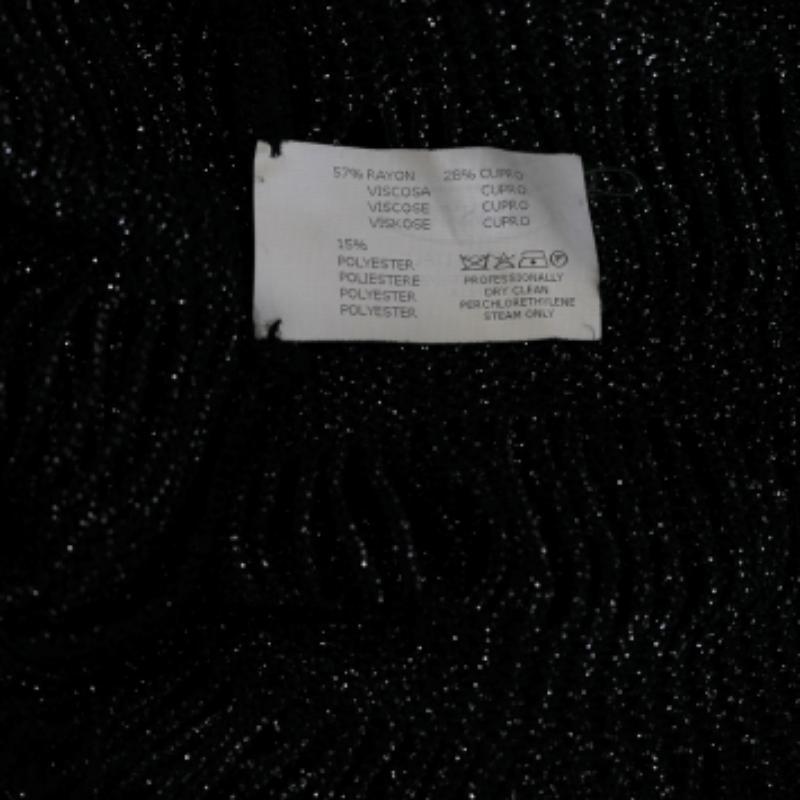 57% RAYON 28% CUPRO
VISCOSA CUPRO
VISCOSE CUPRO
VISKOSE CUPRO
15%
POLYESTER
POLIESTERE
POLYESTER
POLYESTER
PROFESSIONALLY
DRY CLEAN
PERCHLORETHYLENE
STEAM ONLY